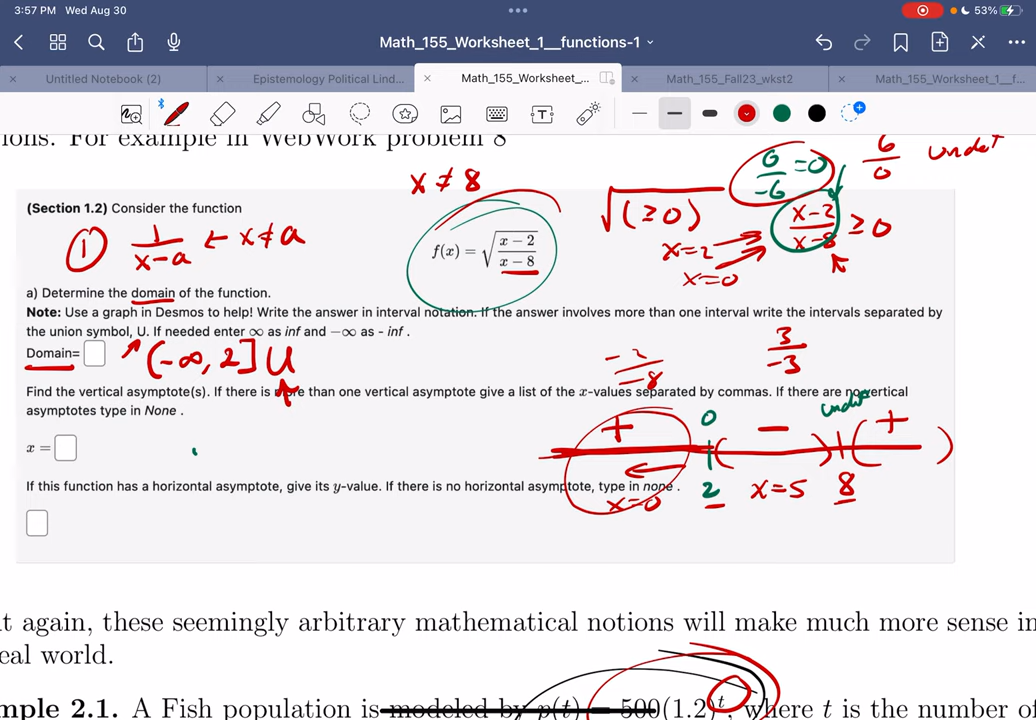 3:57 PM Wed Aug 30
53%
Math_155_Worksheet_1__functions-1
Untitled Notebook (2)
Epistemology Political Lind...
Math_155_Worksheet_...
Math_155_Fall23_wkst2
Math_155_Worksheet_1__f...
ions. For example in WebWork problem 8
x ≠ 8
6/-6 = 0
6/0 undef
(Section 1.2) Consider the function
① 1/(x-a) ← x≠a
f(x) = √((x − 2)/(x − 8))
√(≥0)
(x-2)/(x-8) ≥ 0
x=2
x=0
a) Determine the domain of the function.
Note: Use a graph in Desmos to help! Write the answer in interval notation. If the answer involves more than one interval write the intervals separated by
the union symbol, U. If needed enter ∞ as inf and −∞ as - inf .
Domain=
(-∞, 2] U
-2/-8
3/-3
Find the vertical asymptote(s). If there is more than one vertical asymptote give a list of the x-values separated by commas. If there are no vertical
asymptotes type in None .
+ 0 − undef +
x =
If this function has a horizontal asymptote, give its y-value. If there is no horizontal asymptote, type in none .
x=0 2 x=5 8
t again, these seemingly arbitrary mathematical notions will make much more sense in
eal world.
mple 2.1. A Fish population is modeled by p(t) = 500(1.2)^t, where t is the number o